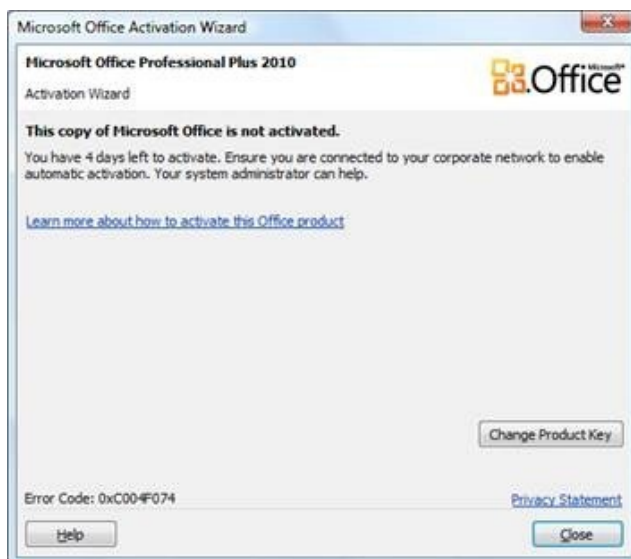 Microsoft Office Activation Wizard
Microsoft Office Professional Plus 2010
Activation Wizard
Microsoft
Office
This copy of Microsoft Office is not activated.
You have 4 days left to activate. Ensure you are connected to your corporate network to enable
automatic activation. Your system administrator can help.
Learn more about how to activate this Office product
Change Product Key
Error Code: 0xC004F074
Privacy Statement
Help
Close